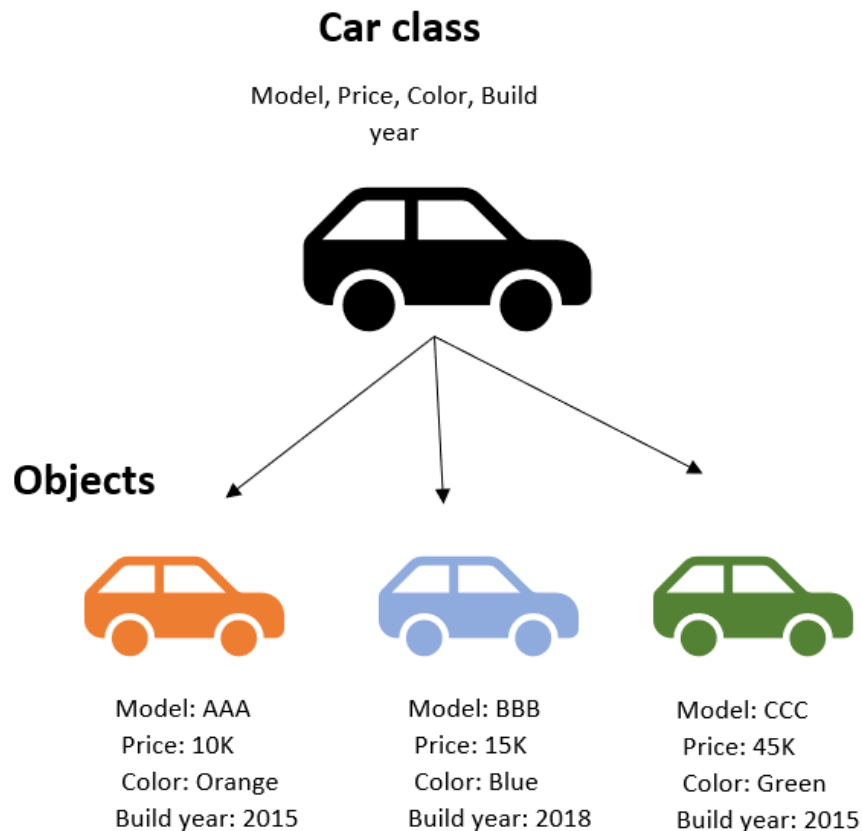 Car class
Model, Price, Color, Build
year
Objects
Model: AAA
Price: 10K
Color: Orange
Build year: 2015
Model: BBB
Price: 15K
Color: Blue
Build year: 2018
Model: CCC
Price: 45K
Color: Green
Build year: 2015